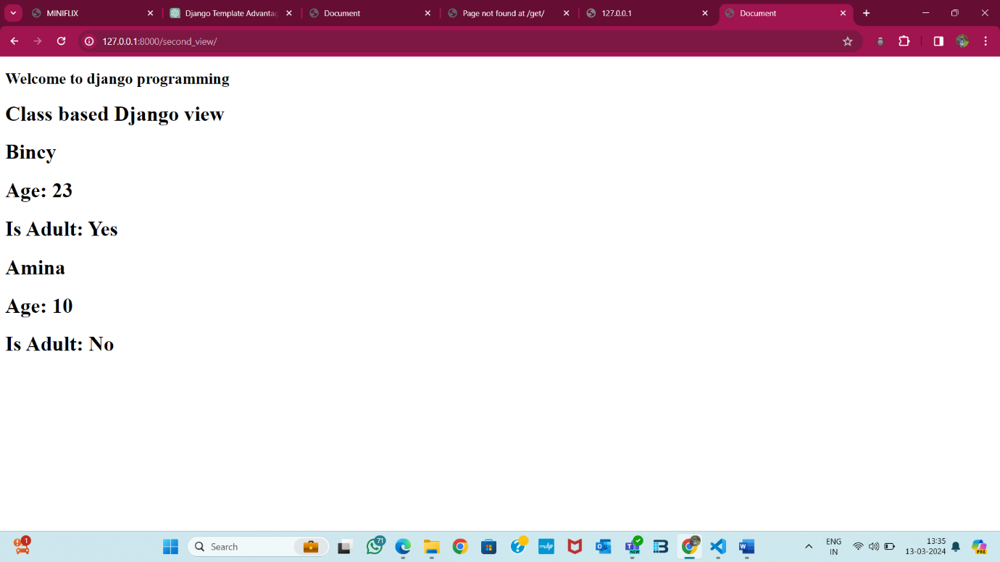 MINIFLIX
Django Template Advantag
Document
Page not found at /get/
127.0.0.1
Document
127.0.0.1:8000/second_view/
Welcome to django programming
Class based Django view
Bincy
Age: 23
Is Adult: Yes
Amina
Age: 10
Is Adult: No
1
Search
71
myhp
NEW
ENG
IN
13:35
13-03-2024
PRE